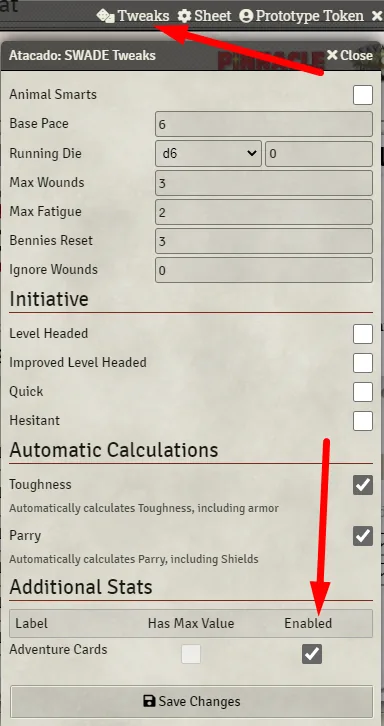 at
Tweaks Sheet Prototype Token
Atacado: SWADE Tweaks PINNACLE Close
Animal Smarts
Base Pace 6
Running Die d6 0
Max Wounds 3
Max Fatigue 2
Bennies Reset 3
Ignore Wounds 0
Initiative
Level Headed
Improved Level Headed
Quick
Hesitant
Automatic Calculations
Toughness
Automatically calculates Toughness, including armor
Parry
Automatically calculates Parry, including Shields
Additional Stats
Label Has Max Value Enabled
Adventure Cards
Save Changes